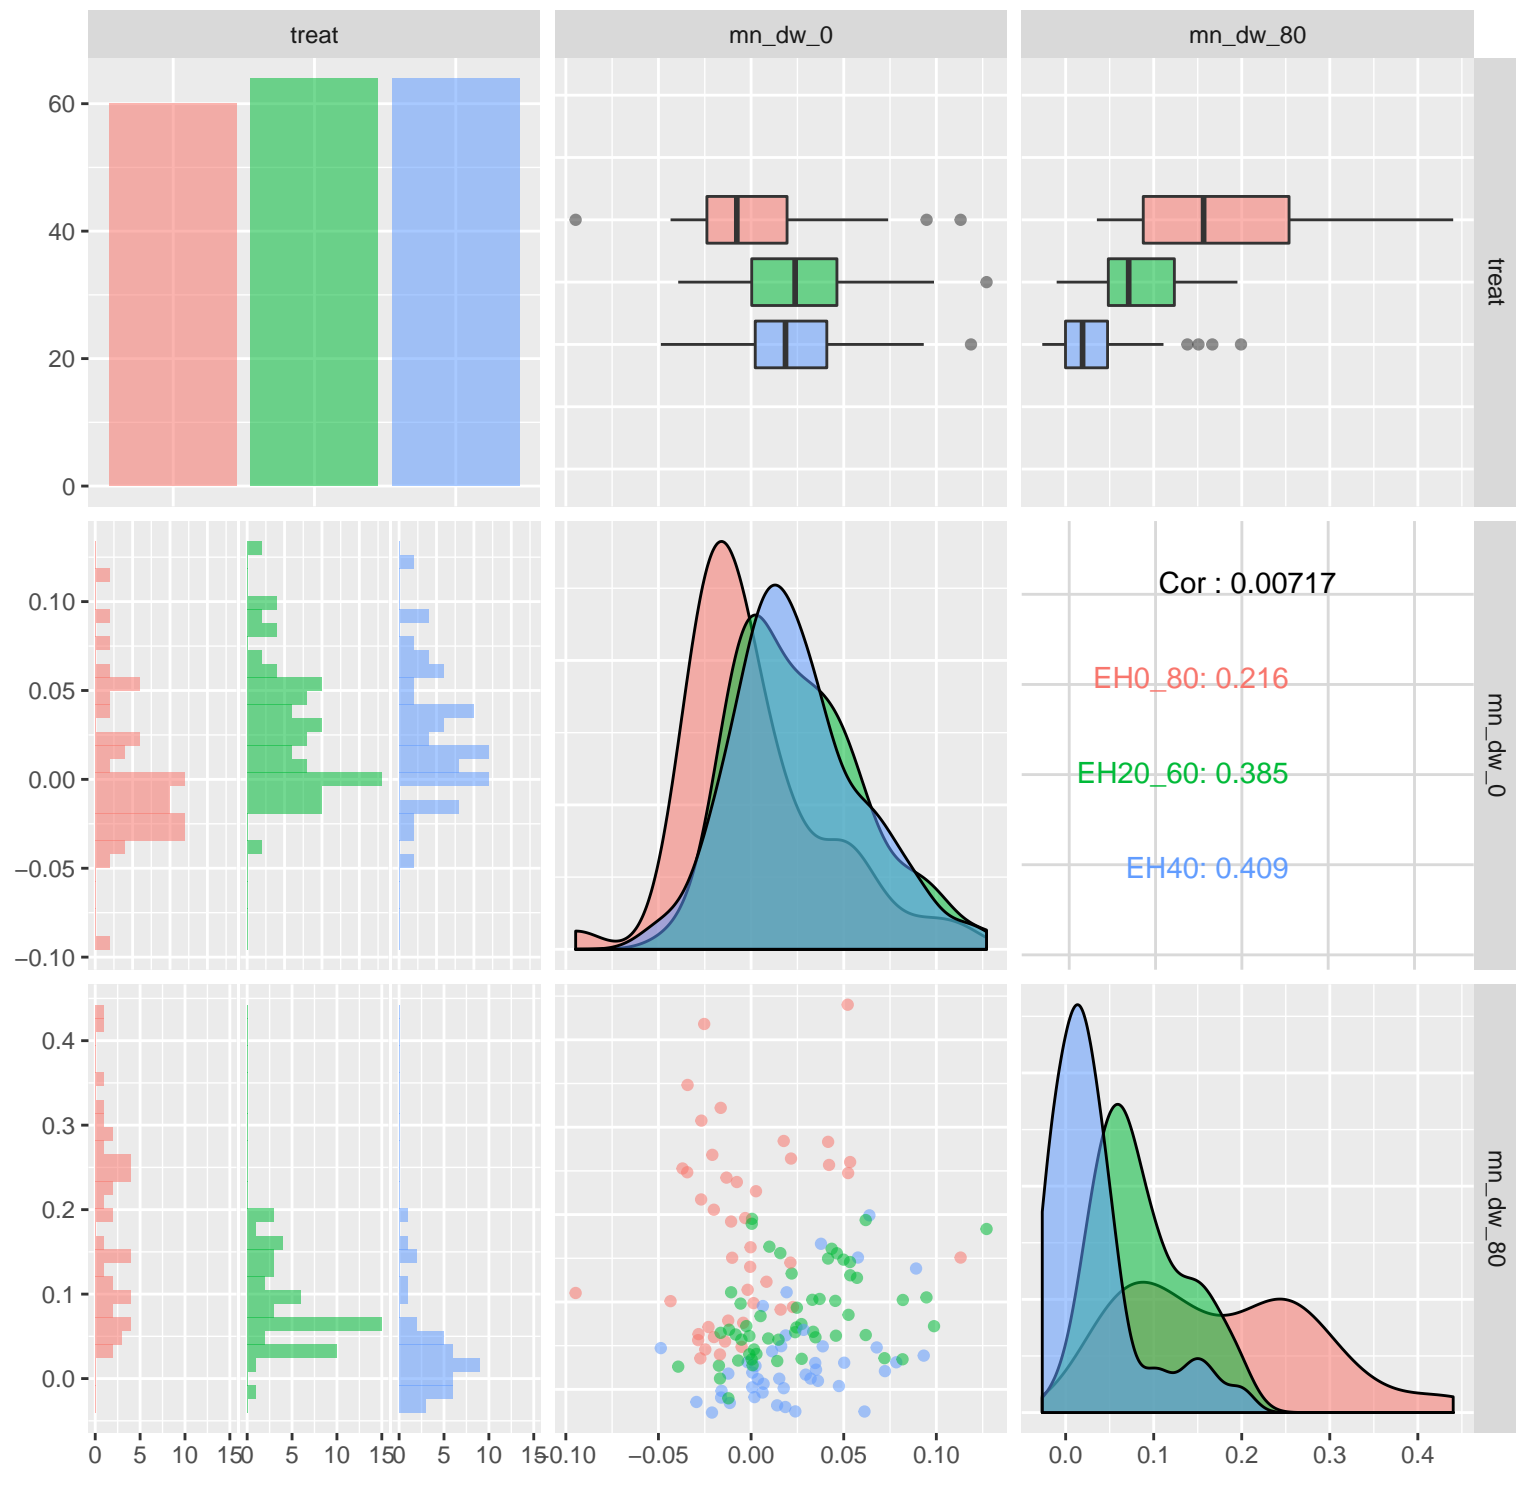 treat mn_dw_0 mn_dw_80
60
40
20
0
treat
0.10
0.05
0.00
−0.05
−0.10
Cor : 0.00717
EH0_80: 0.216
EH20_60: 0.385
EH40: 0.409
mn_dw_0
0.4
0.3
0.2
0.1
0.0
mn_dw_80
0 5 10 15 0 5 10 15 0 5 10 15 −0.10 −0.05 0.00 0.05 0.10 0.0 0.1 0.2 0.3 0.4